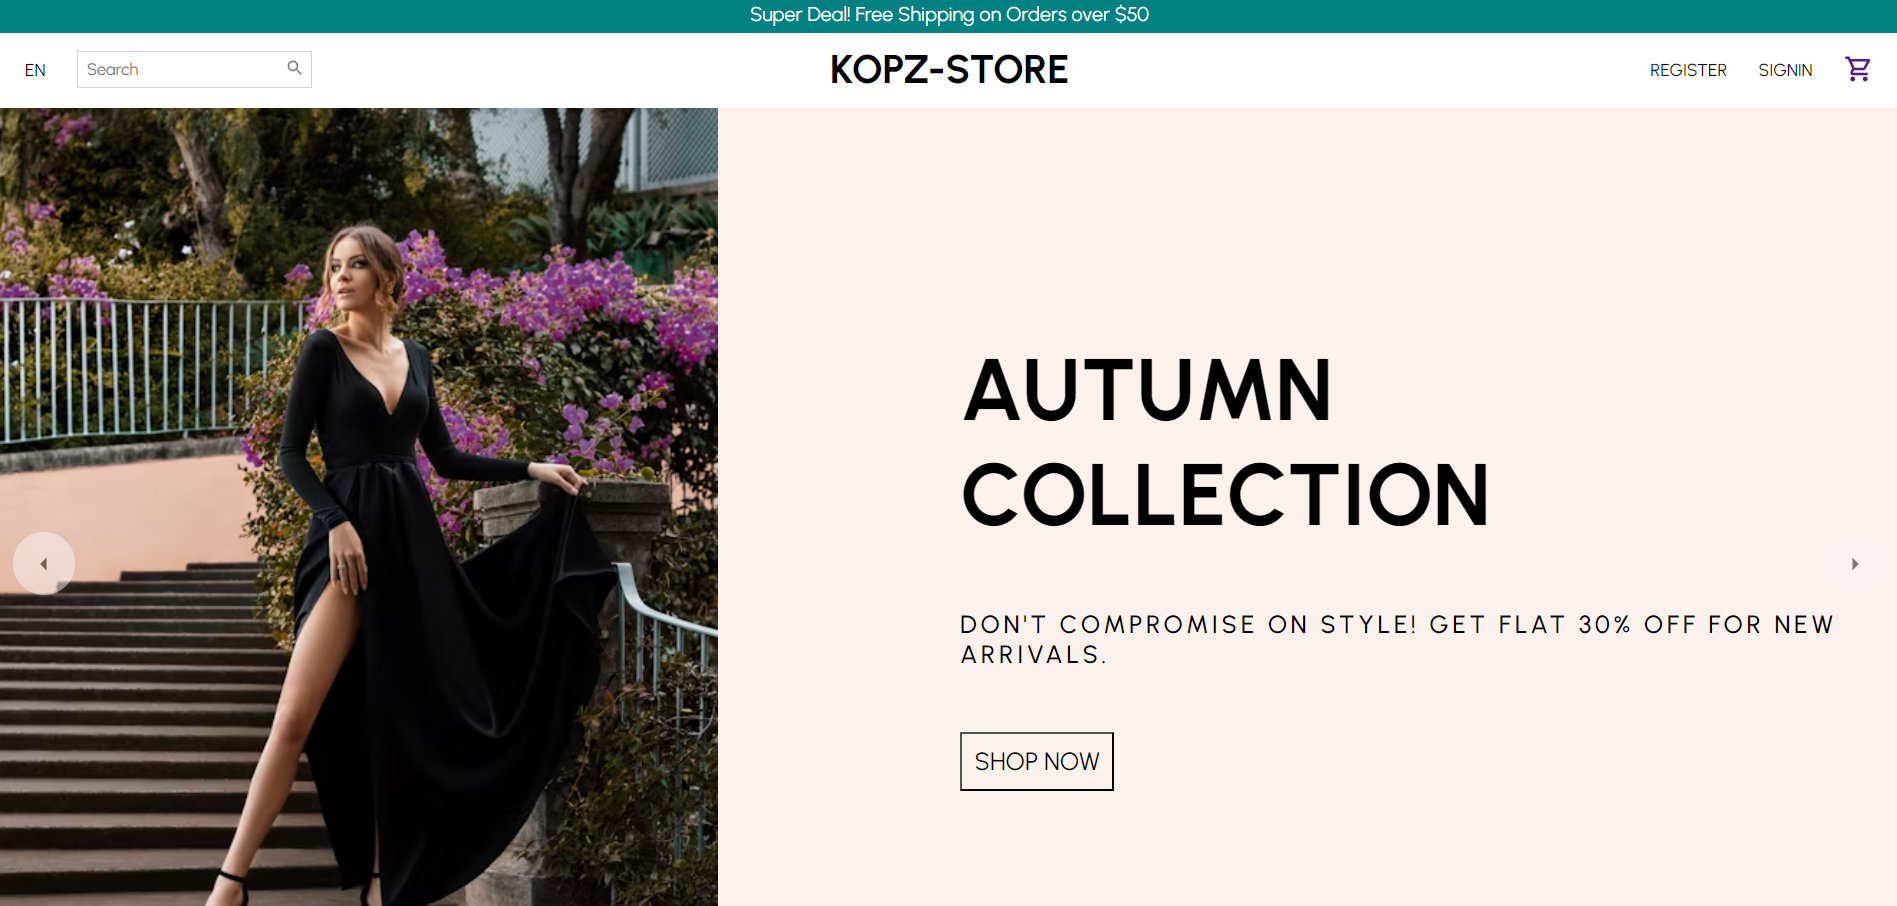 Super Deal! Free Shipping on Orders over $50
EN
Search
KOPZ-STORE
REGISTER
SIGNIN
AUTUMN
COLLECTION
DON'T COMPROMISE ON STYLE! GET FLAT 30% OFF FOR NEW
ARRIVALS.
SHOP NOW